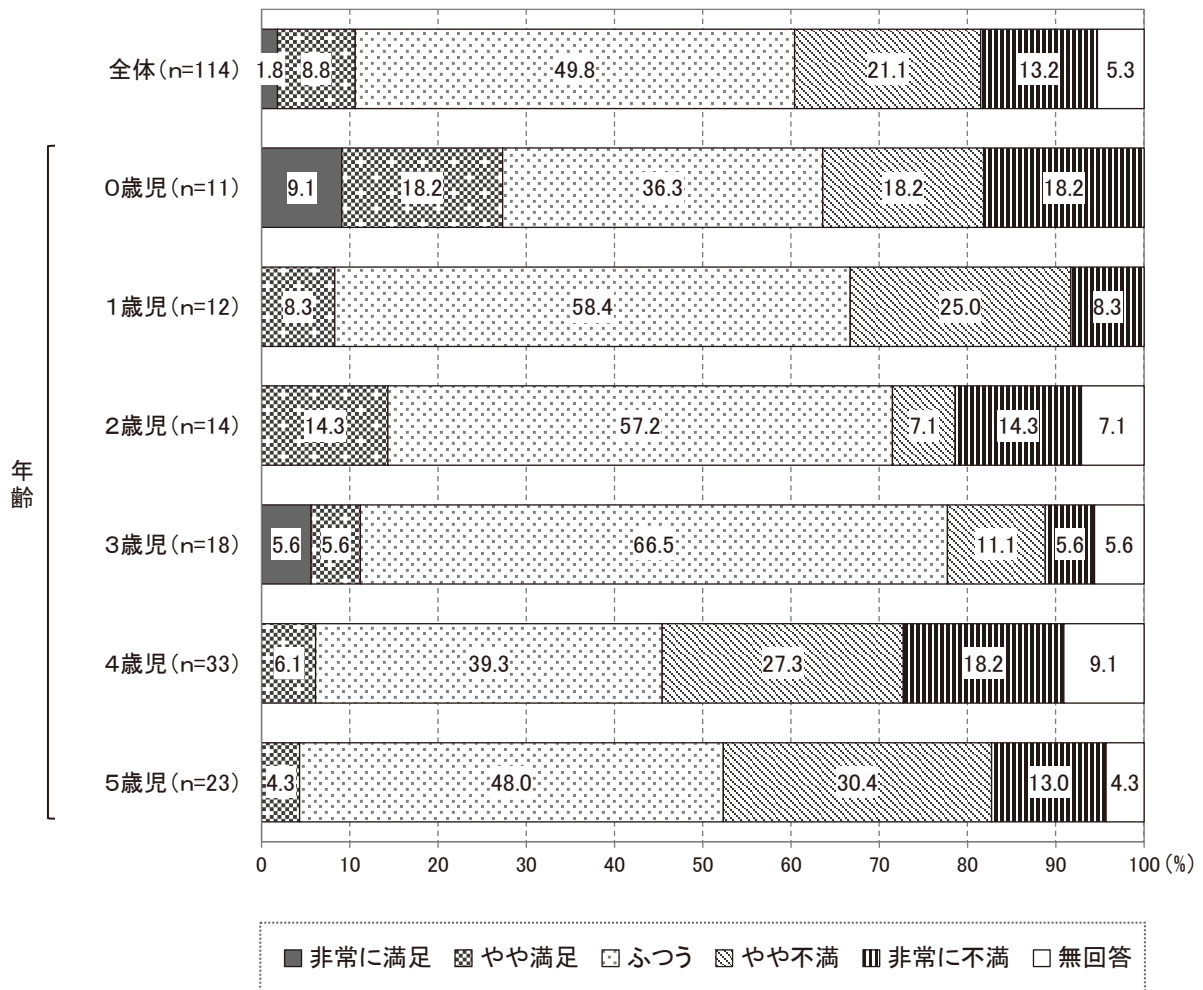 全体(n=114) 1.8 8.8 49.8 21.1 13.2 5.3
0歳児(n=11) 9.1 18.2 36.3 18.2 18.2
1歳児(n=12) 8.3 58.4 25.0 8.3
2歳児(n=14) 14.3 57.2 7.1 14.3 7.1
年齢
3歳児(n=18) 5.6 5.6 66.5 11.1 5.6 5.6
4歳児(n=33) 6.1 39.3 27.3 18.2 9.1
5歳児(n=23) 4.3 48.0 30.4 13.0 4.3
0 10 20 30 40 50 60 70 80 90 100 (%)
非常に満足 やや満足 ふつう やや不満 非常に不満 無回答